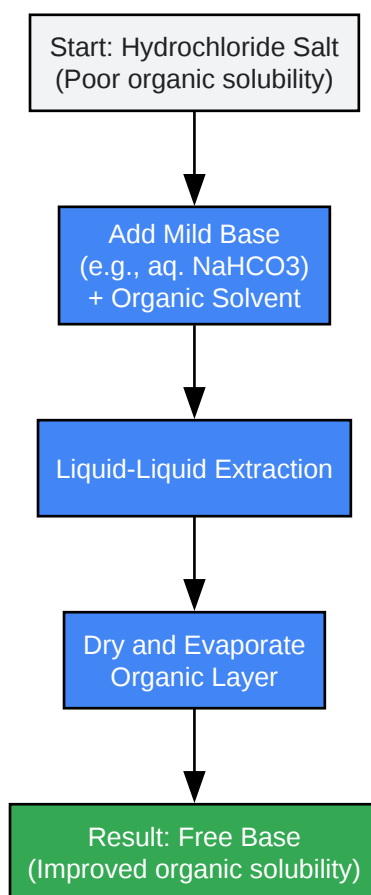 Start: Hydrochloride Salt
(Poor organic solubility)
Add Mild Base
(e.g., aq. NaHCO3)
+ Organic Solvent
Liquid-Liquid Extraction
Dry and Evaporate
Organic Layer
Result: Free Base
(Improved organic solubility)